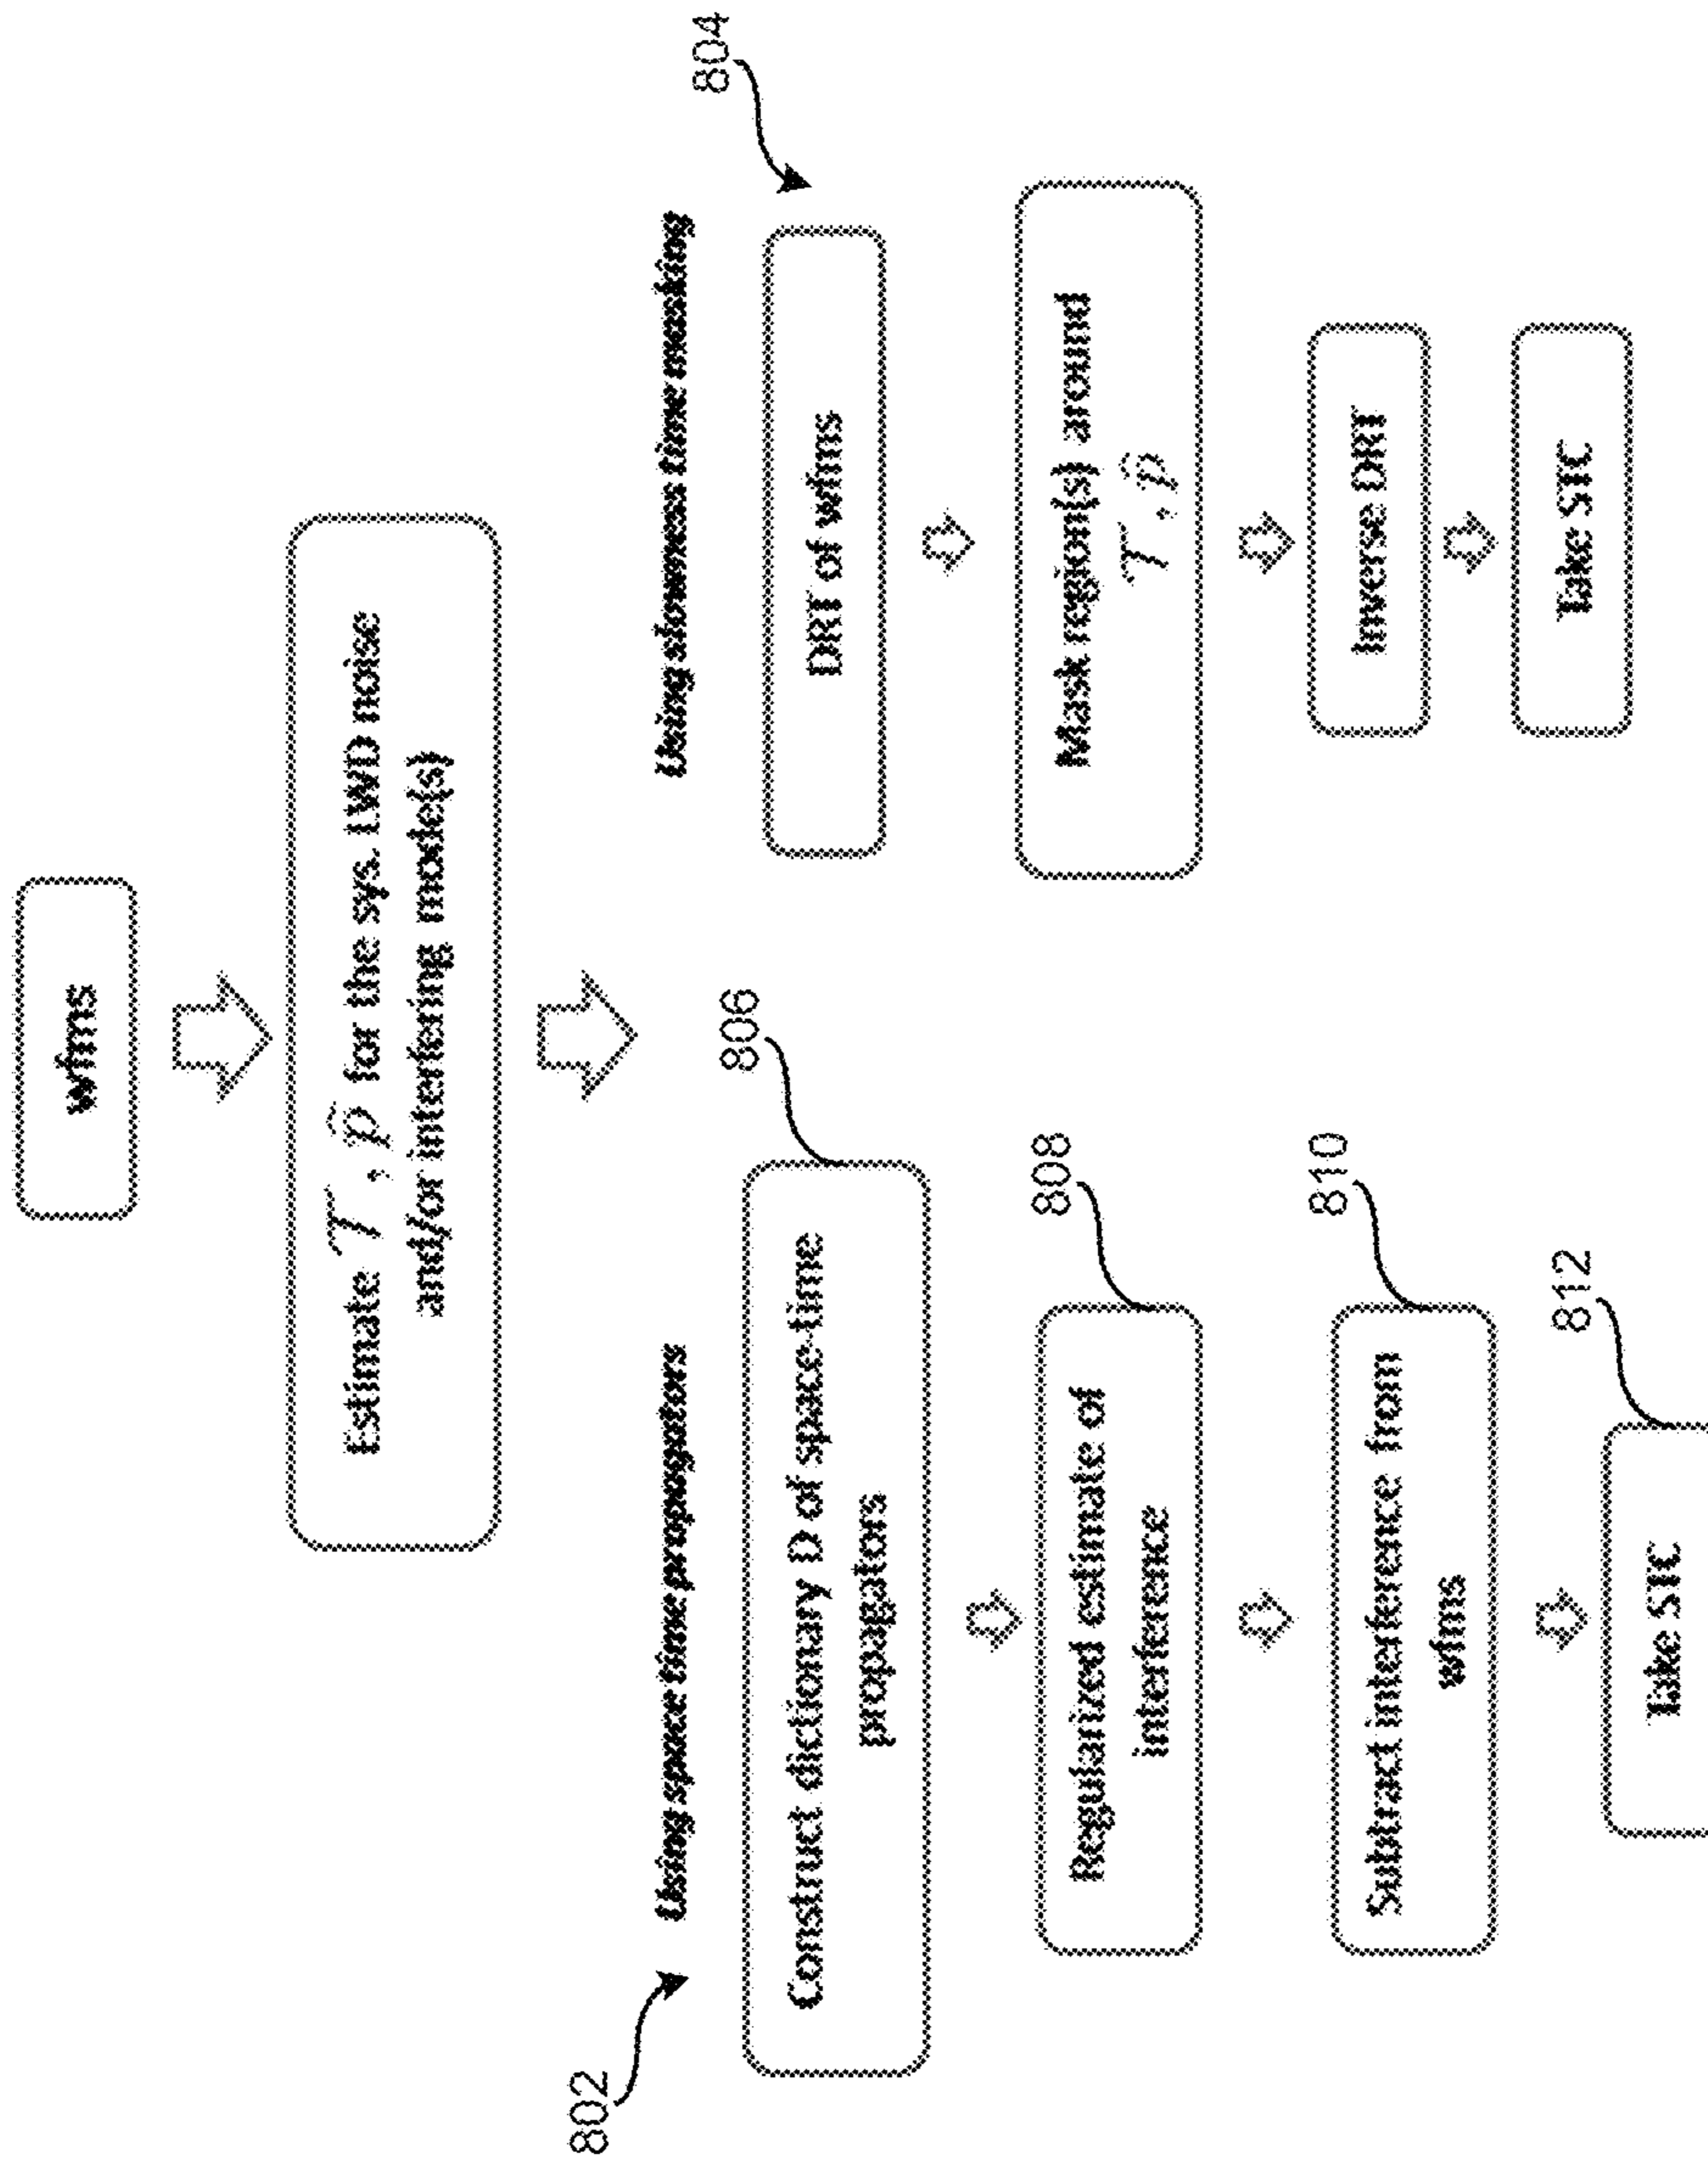 wfms
Estimate 𝒯, p̂ for the sys. LWD noise
and/or interfering mode(s)
802
Using space time propagators
Construct dictionary D of space-time
propagators
806
Regularized estimate of
interference
808
Subtract interference from
wfms
810
Take STC
812
Using slowness time masking
804
DRT of wfms
Mask region(s) around
𝒯, p̂
Inverse DRT
Take STC